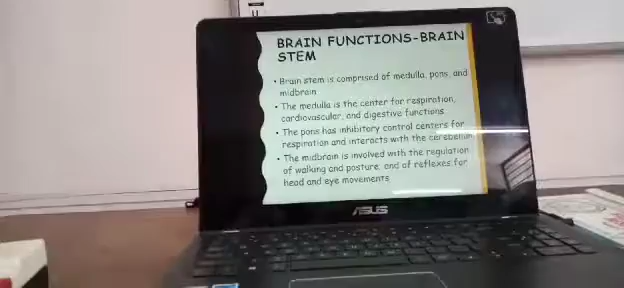 BRAIN FUNCTIONS-BRAIN
STEM
• Brain stem is comprised of medulla, pons, and
midbrain
• The medulla is the center for respiration,
cardiovascular, and digestive functions
• The pons has inhibitory control centers for
respiration and interacts with the cerebellum
• The midbrain is involved with the regulation
of walking and posture, and of reflexes for
head and eye movements
ASUS